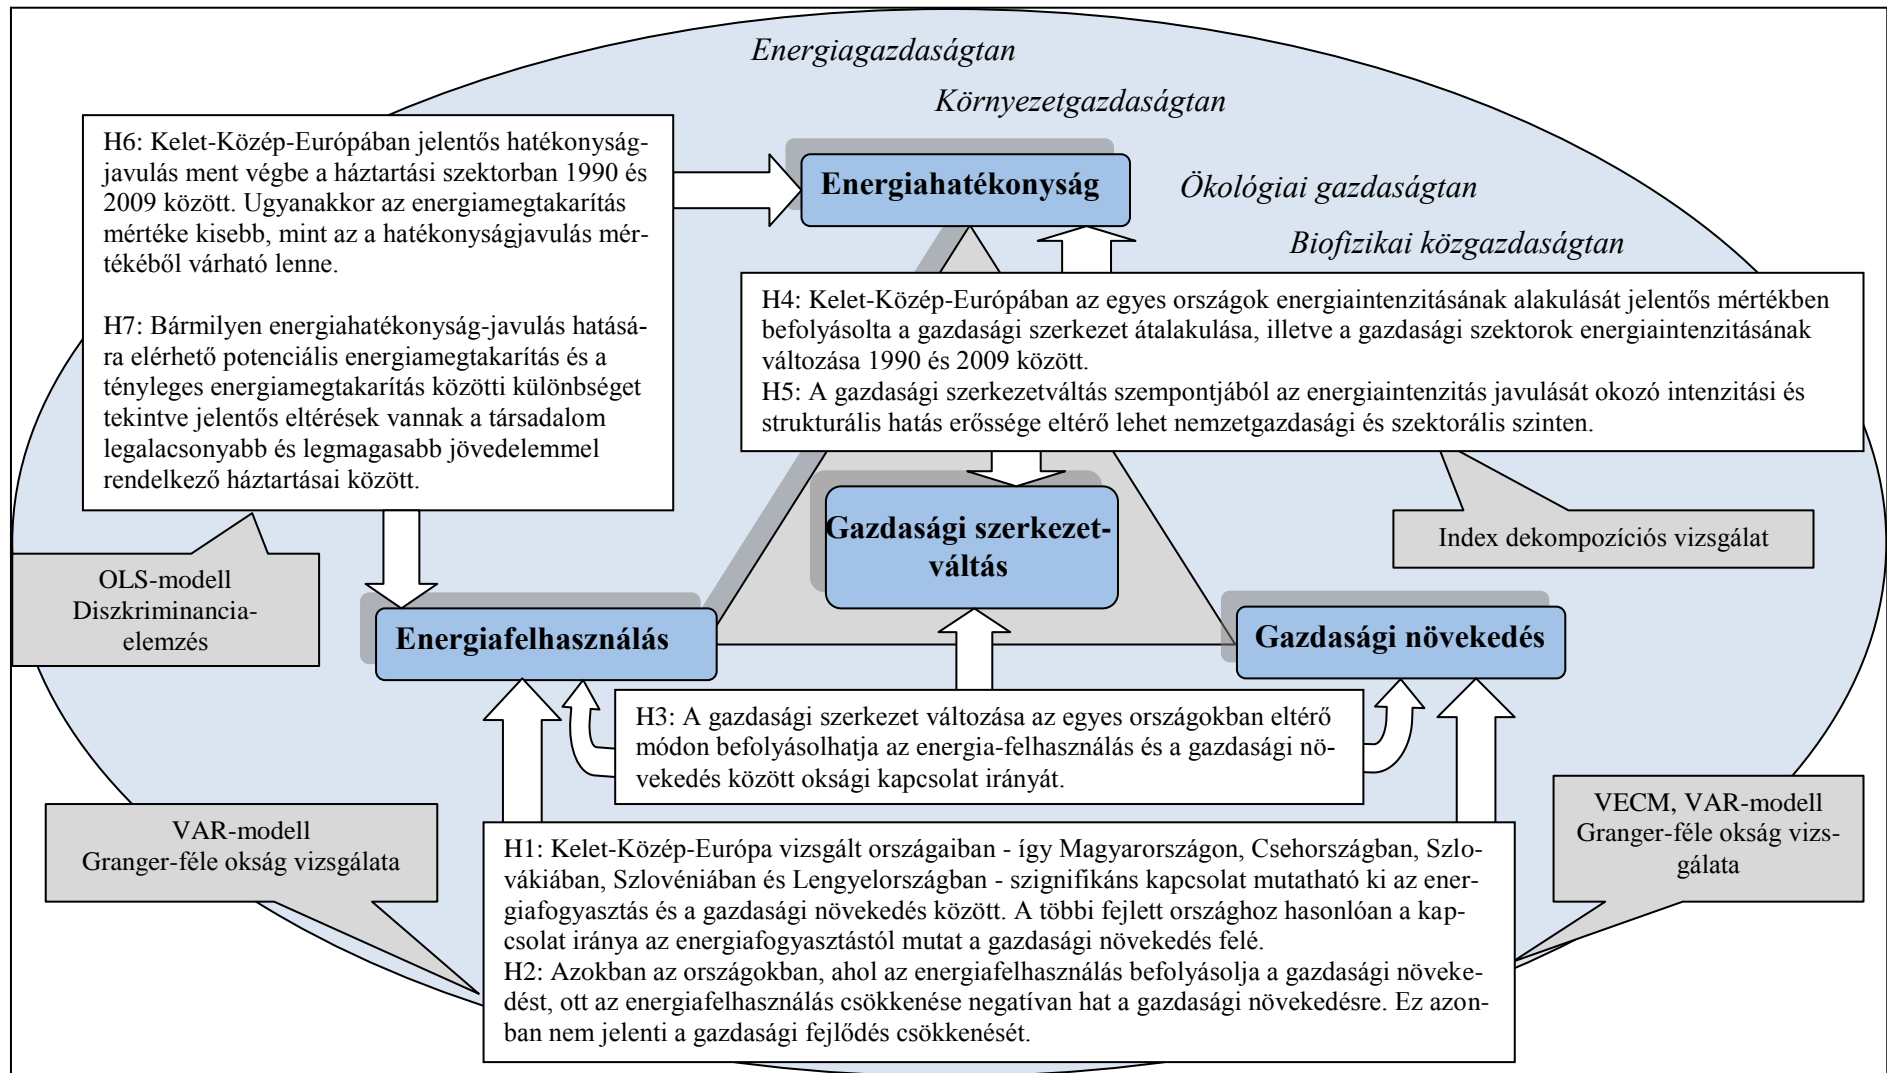 Energiagazdaságtan
Környezetgazdaságtan
Ökológiai gazdaságtan
Biofizikai közgazdaságtan
H6: Kelet-Közép-Európában jelentős hatékonyság-
javulás ment végbe a háztartási szektorban 1990 és
2009 között. Ugyanakkor az energiamegtakarítás
mértéke kisebb, mint az a hatékonyságjavulás mér-
tékéből várható lenne.
H7: Bármilyen energiahatékonyság-javulás hatásá-
ra elérhető potenciális energiamegtakarítás és a
tényleges energiamegtakarítás közötti különbséget
tekintve jelentős eltérések vannak a társadalom
legalacsonyabb és legmagasabb jövedelemmel
rendelkező háztartásai között.
Energiahatékonyság
H4: Kelet-Közép-Európában az egyes országok energiaintenzitásának alakulását jelentős mértékben
befolyásolta a gazdasági szerkezet átalakulása, illetve a gazdasági szektorok energiaintenzitásának
változása 1990 és 2009 között.
H5: A gazdasági szerkezetváltás szempontjából az energiaintenzitás javulását okozó intenzitási és
strukturális hatás erőssége eltérő lehet nemzetgazdasági és szektorális szinten.
Gazdasági szerkezet-
váltás
Index dekompozíciós vizsgálat
OLS-modell
Diszkriminancia-
elemzés
Energiafelhasználás
Gazdasági növekedés
H3: A gazdasági szerkezet változása az egyes országokban eltérő
módon befolyásolhatja az energia-felhasználás és a gazdasági nö-
vekedés között oksági kapcsolat irányát.
VAR-modell
Granger-féle okság vizsgálata
VECM, VAR-modell
Granger-féle okság vizs-
gálata
H1: Kelet-Közép-Európa vizsgált országaiban - így Magyarországon, Csehországban, Szlo-
vákiában, Szlovéniában és Lengyelországban - szignifikáns kapcsolat mutatható ki az ener-
giafogyasztás és a gazdasági növekedés között. A többi fejlett országhoz hasonlóan a kap-
csolat iránya az energiafogyasztástól mutat a gazdasági növekedés felé.
H2: Azokban az országokban, ahol az energiafelhasználás befolyásolja a gazdasági növeke-
dést, ott az energiafelhasználás csökkenése negatívan hat a gazdasági növekedésre. Ez azon-
ban nem jelenti a gazdasági fejlődés csökkenését.